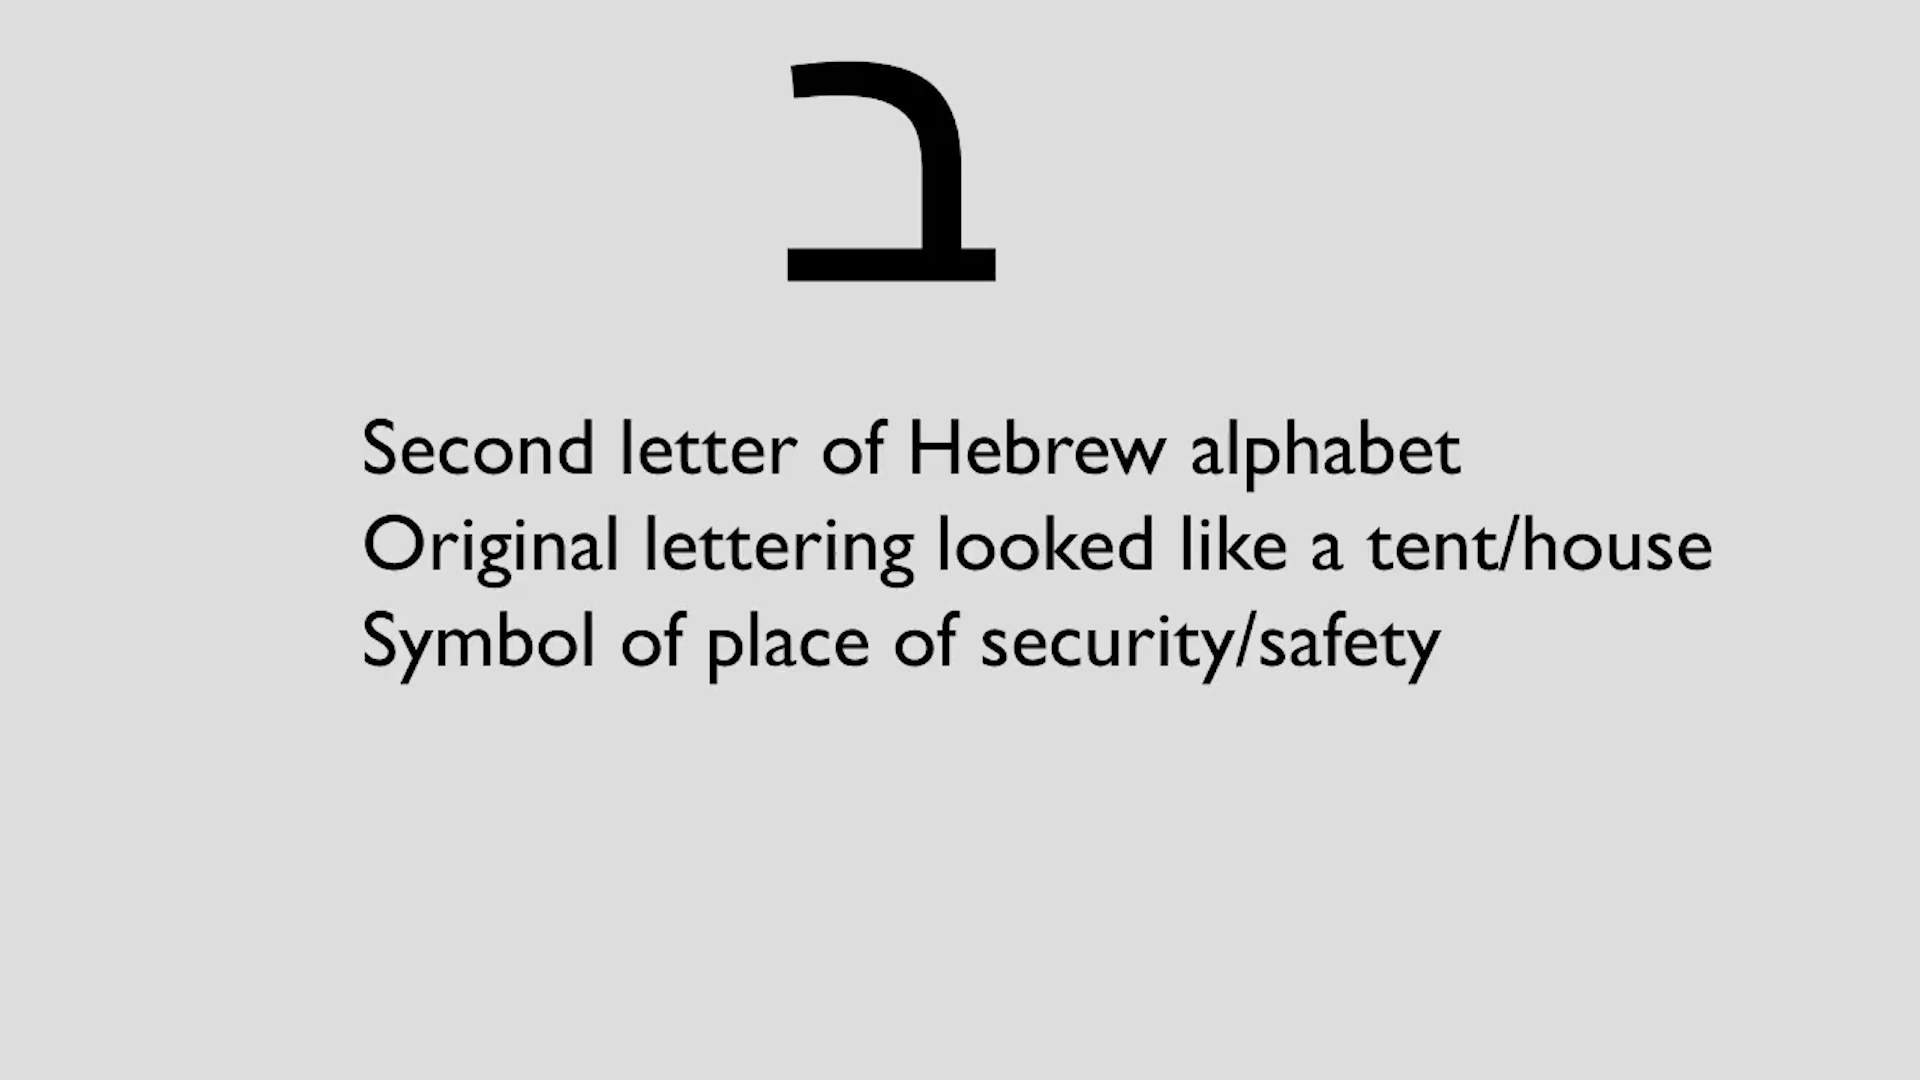 ב
Second letter of Hebrew alphabet
Original lettering looked like a tent/house
Symbol of place of security/safety